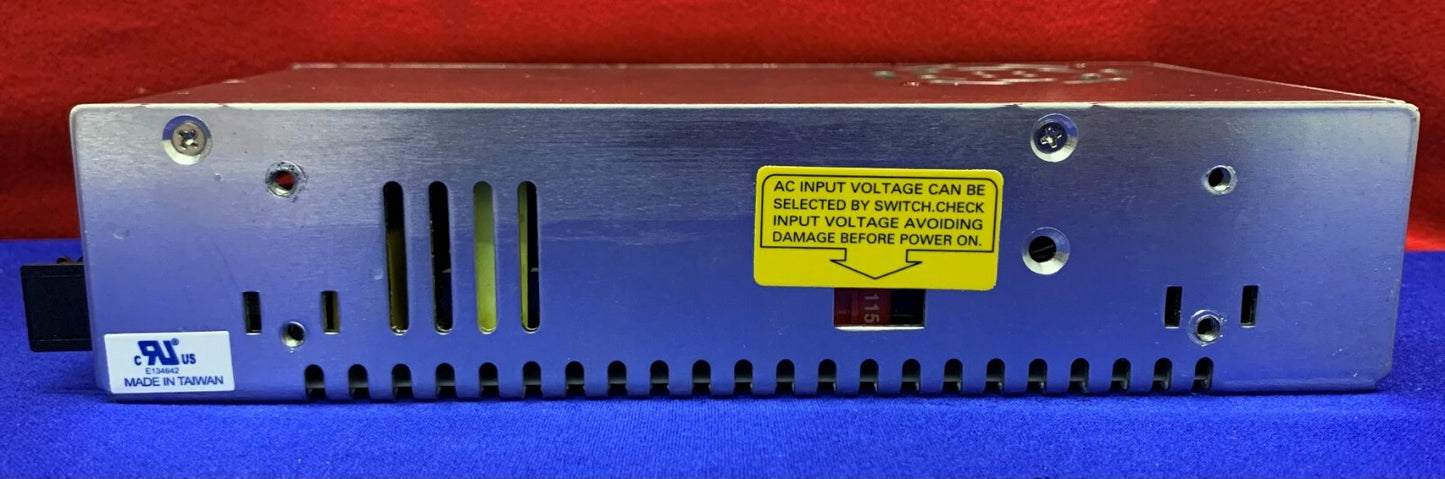 AC INPUT VOLTAGE CAN BE
SELECTED BY SWITCH.CHECK
INPUT VOLTAGE AVOIDING
DAMAGE BEFORE POWER ON.
115
c RU® US
E134642
MADE IN TAIWAN